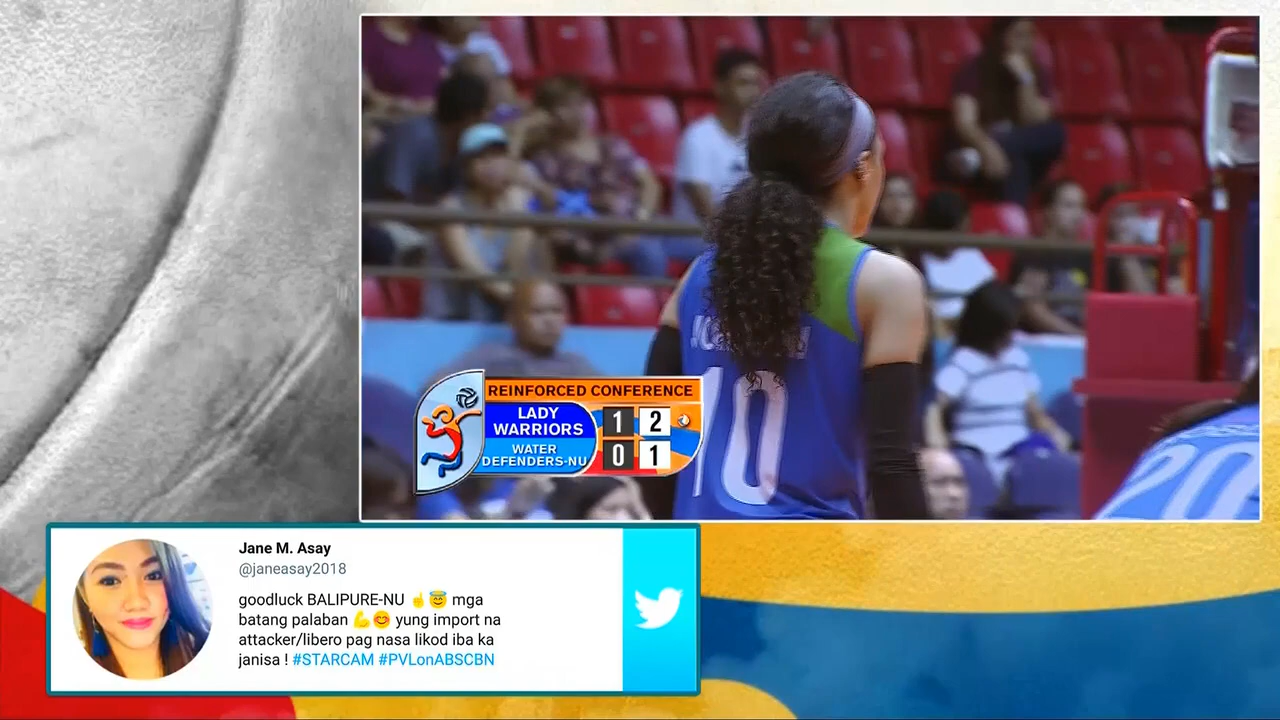 10
REINFORCED CONFERENCE
LADY
WARRIORS
1 2
WATER
DEFENDERS-NU
0 1
20
Jane M. Asay
@janeasay2018
goodluck BALIPURE-NU ☝😇 mga
batang palaban 💪😊 yung import na
attacker/libero pag nasa likod iba ka
janisa ! #STARCAM #PVLonABSCBN